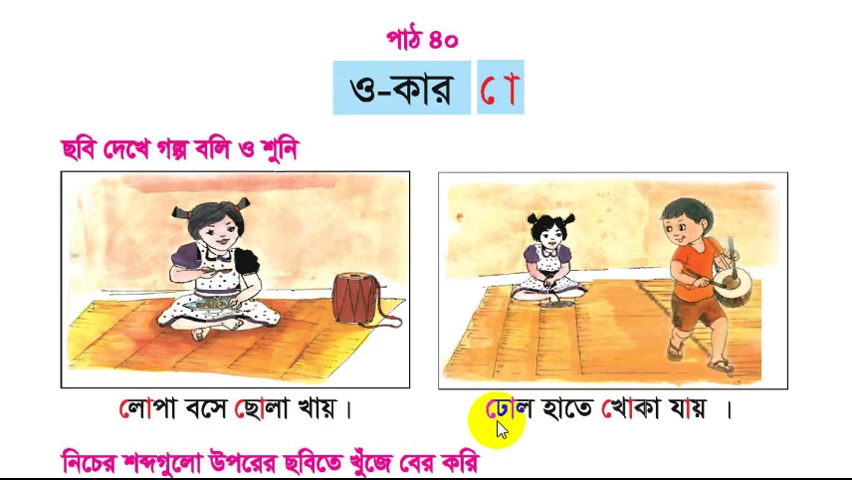 পাঠ ৪০
ও-কার ো
ছবি দেখে গল্প বলি ও শুনি
লোপা বসে ছোলা খায়।
ঢোল হাতে খোকা যায় ।
নিচের শব্দগুলো উপরের ছবিতে খুঁজে বের করি